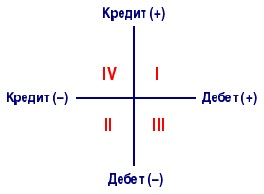 Кредит (+)
IV I
Кредит (–) Дебет (+)
II III
Дебет (–)